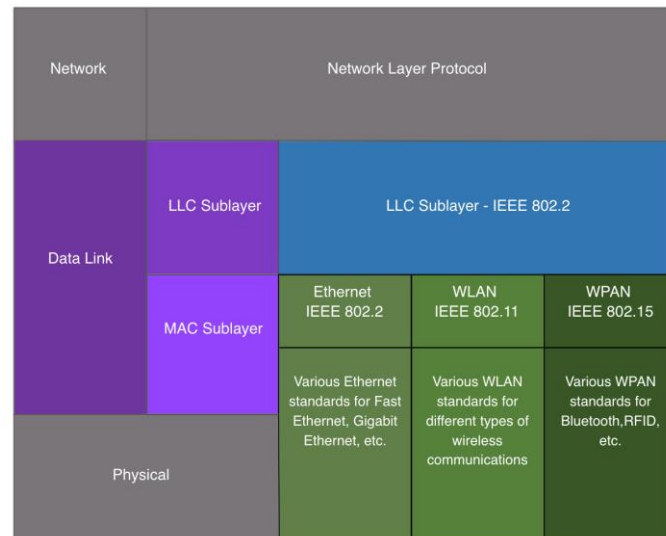 Network
Network Layer Protocol
Data Link
LLC Sublayer
LLC Sublayer - IEEE 802.2
MAC Sublayer
Ethernet
IEEE 802.2
WLAN
IEEE 802.11
WPAN
IEEE 802.15
Various Ethernet
standards for Fast
Ethernet, Gigabit
Ethernet, etc.
Various WLAN
standards for
different types of
wireless
communications
Various WPAN
standards for
Bluetooth,RFID,
etc.
Physical